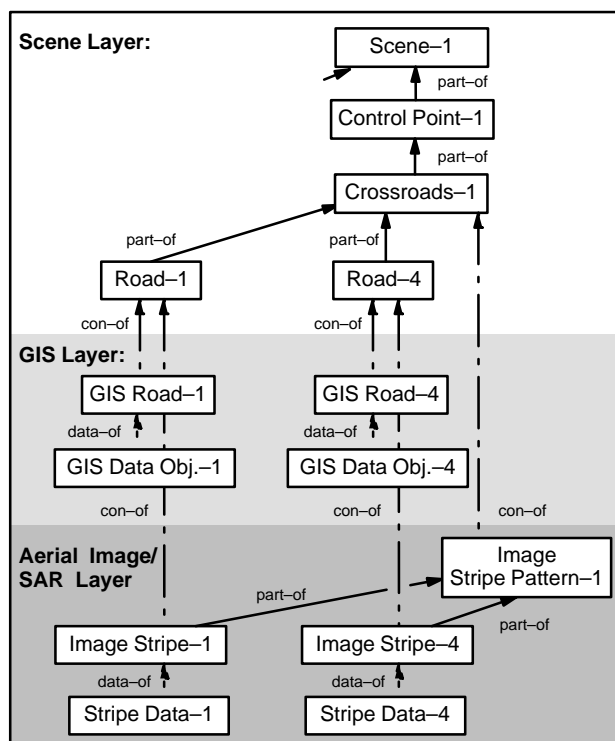 Scene Layer:
Scene–1
part–of
Control Point–1
part–of
Crossroads–1
part–of
part–of
Road–1
Road–4
con–of
con–of
GIS Layer:
GIS Road–1
GIS Road–4
data–of
data–of
GIS Data Obj.–1
GIS Data Obj.–4
con–of
con–of
con–of
Aerial Image/
SAR Layer
Image
Stripe Pattern–1
part–of
part–of
Image Stripe–1
Image Stripe–4
data–of
data–of
Stripe Data–1
Stripe Data–4